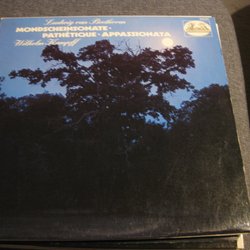 Ludwig van Beethoven
MONDSCHEINSONATE·
PATHÉTIQUE·APPASSIONATA
Wilhelm Kempff